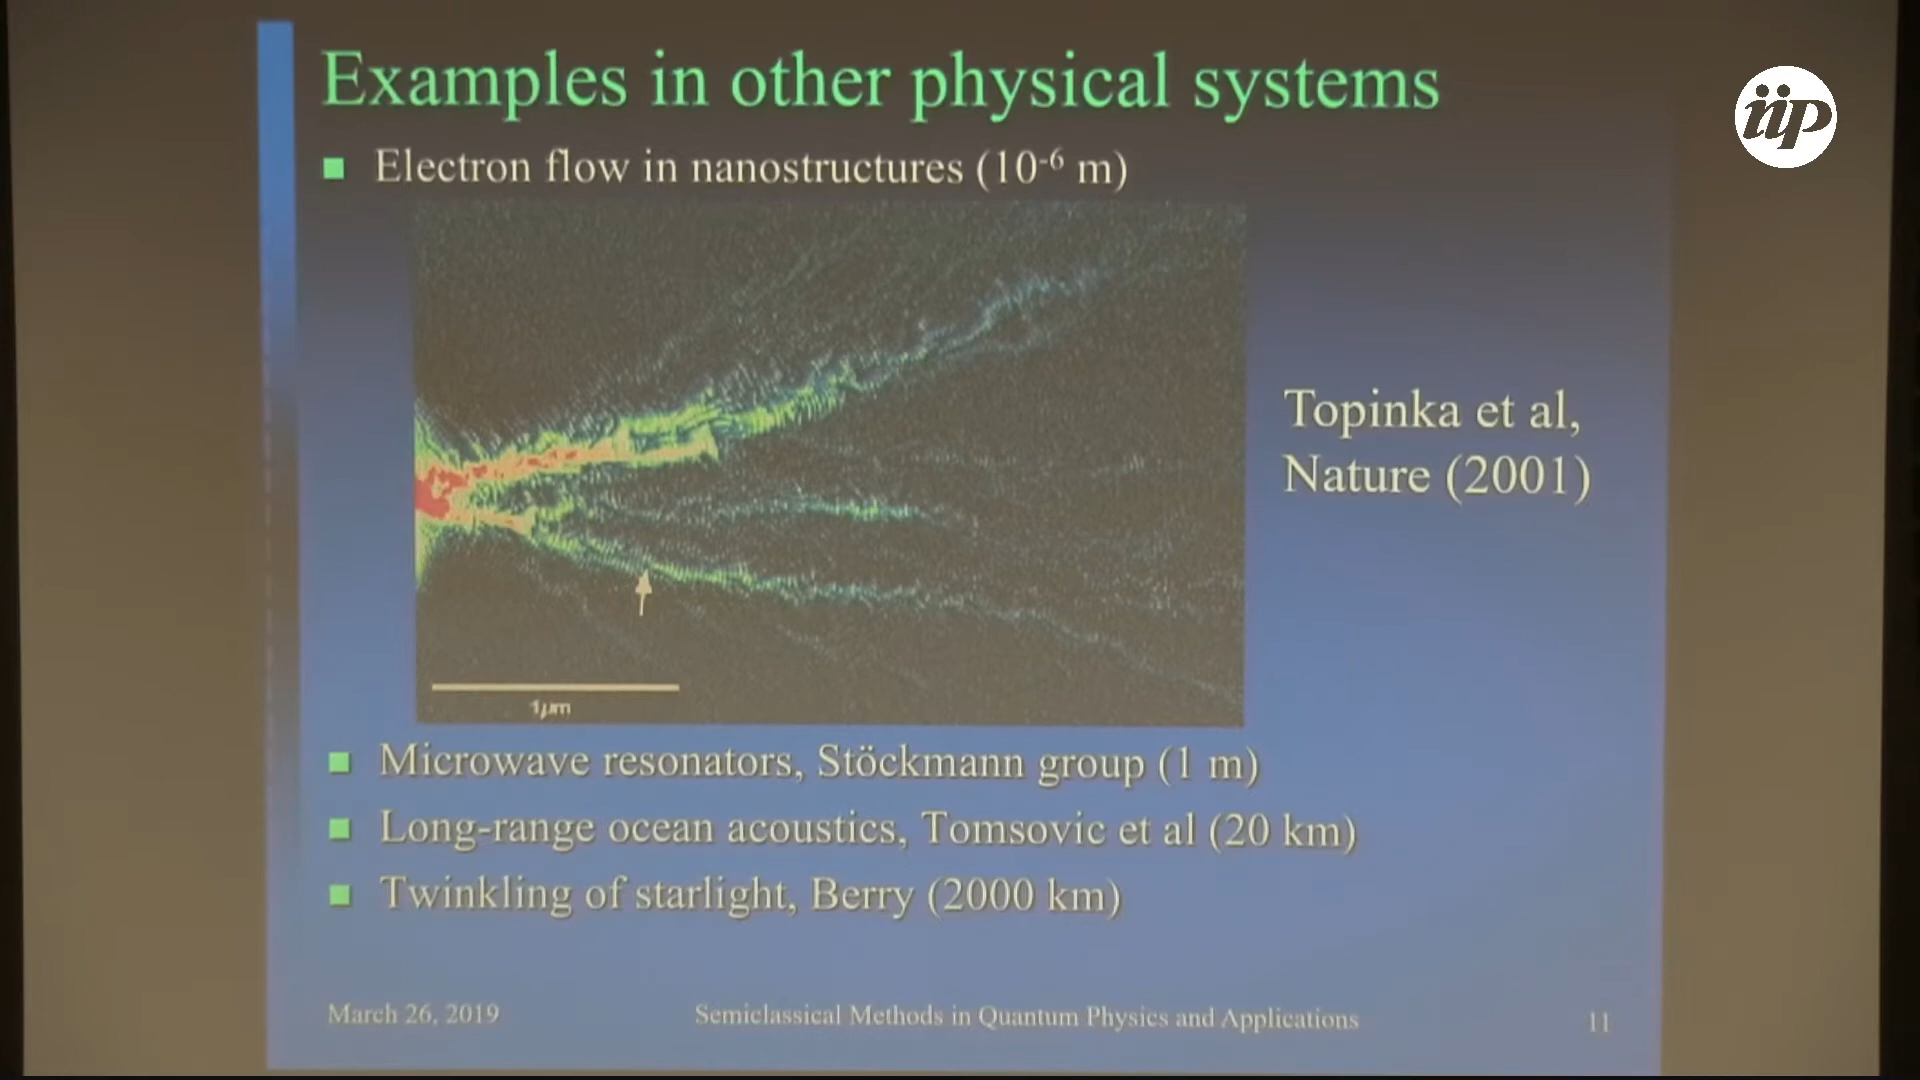 Examples in other physical systems
iip
Electron flow in nanostructures (10⁻⁶ m)
Topinka et al,
Nature (2001)
1μm
Microwave resonators, Stöckmann group (1 m)
Long-range ocean acoustics, Tomsovic et al (20 km)
Twinkling of starlight, Berry (2000 km)
March 26, 2019
Semiclassical Methods in Quantum Physics and Applications
11